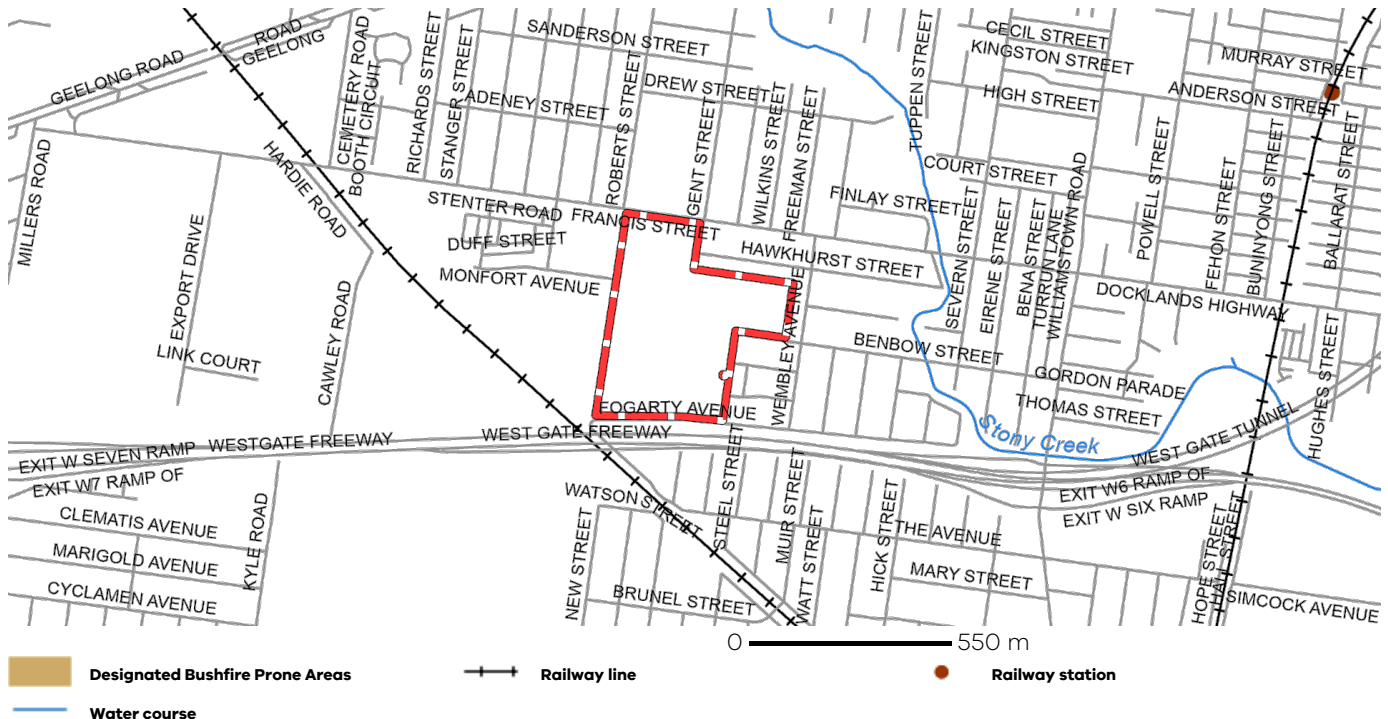 SANDERSON STREET
CECIL STREET
KINGSTON STREET
MURRAY STREET
ROAD
GEELONG
GEELONG ROAD
CEMETERY ROAD
BOOTH CIRCUIT
RICHARDS STREET
STANGER STREET
ADENEY STREET
ROBERTS STREET
DREW STREET
GENT STREET
WILKINS STREET
FREEMAN STREET
TUPPEN STREET
HIGH STREET
ANDERSON STREET
COURT STREET
FINLAY STREET
SEVERN STREET
EIRENE STREET
BENA STREET
TURRUN LANE
WILLIAMSTOWN ROAD
POWELL STREET
FEHON STREET
BUNINYONG STREET
BALLARAT STREET
MILLERS ROAD
HARDIE ROAD
STENTER ROAD
FRANCIS STREET
DUFF STREET
HAWKHURST STREET
MONFORT AVENUE
EXPORT DRIVE
DOCKLANDS HIGHWAY
LINK COURT
CAWLEY ROAD
WEMBLEY AVENUE
BENBOW STREET
GORDON PARADE
THOMAS STREET
HUGHES STREET
FOGARTY AVENUE
Stony Creek
WEST GATE TUNNEL
WESTGATE FREEWAY
WEST GATE FREEWAY
EXIT W SEVEN RAMP
EXIT W7 RAMP OF
EXIT W6 RAMP OF
EXIT W SIX RAMP
WATSON STREET
STEEL STREET
MUIR STREET
WATT STREET
HICK STREET
THE AVENUE
CLEMATIS AVENUE
MARIGOLD AVENUE
CYCLAMEN AVENUE
KYLE ROAD
NEW STREET
BRUNEL STREET
MARY STREET
HOPE STREET
HALL STREET
SIMCOCK AVENUE
0 550 m
Designated Bushfire Prone Areas
Railway line
Railway station
Water course